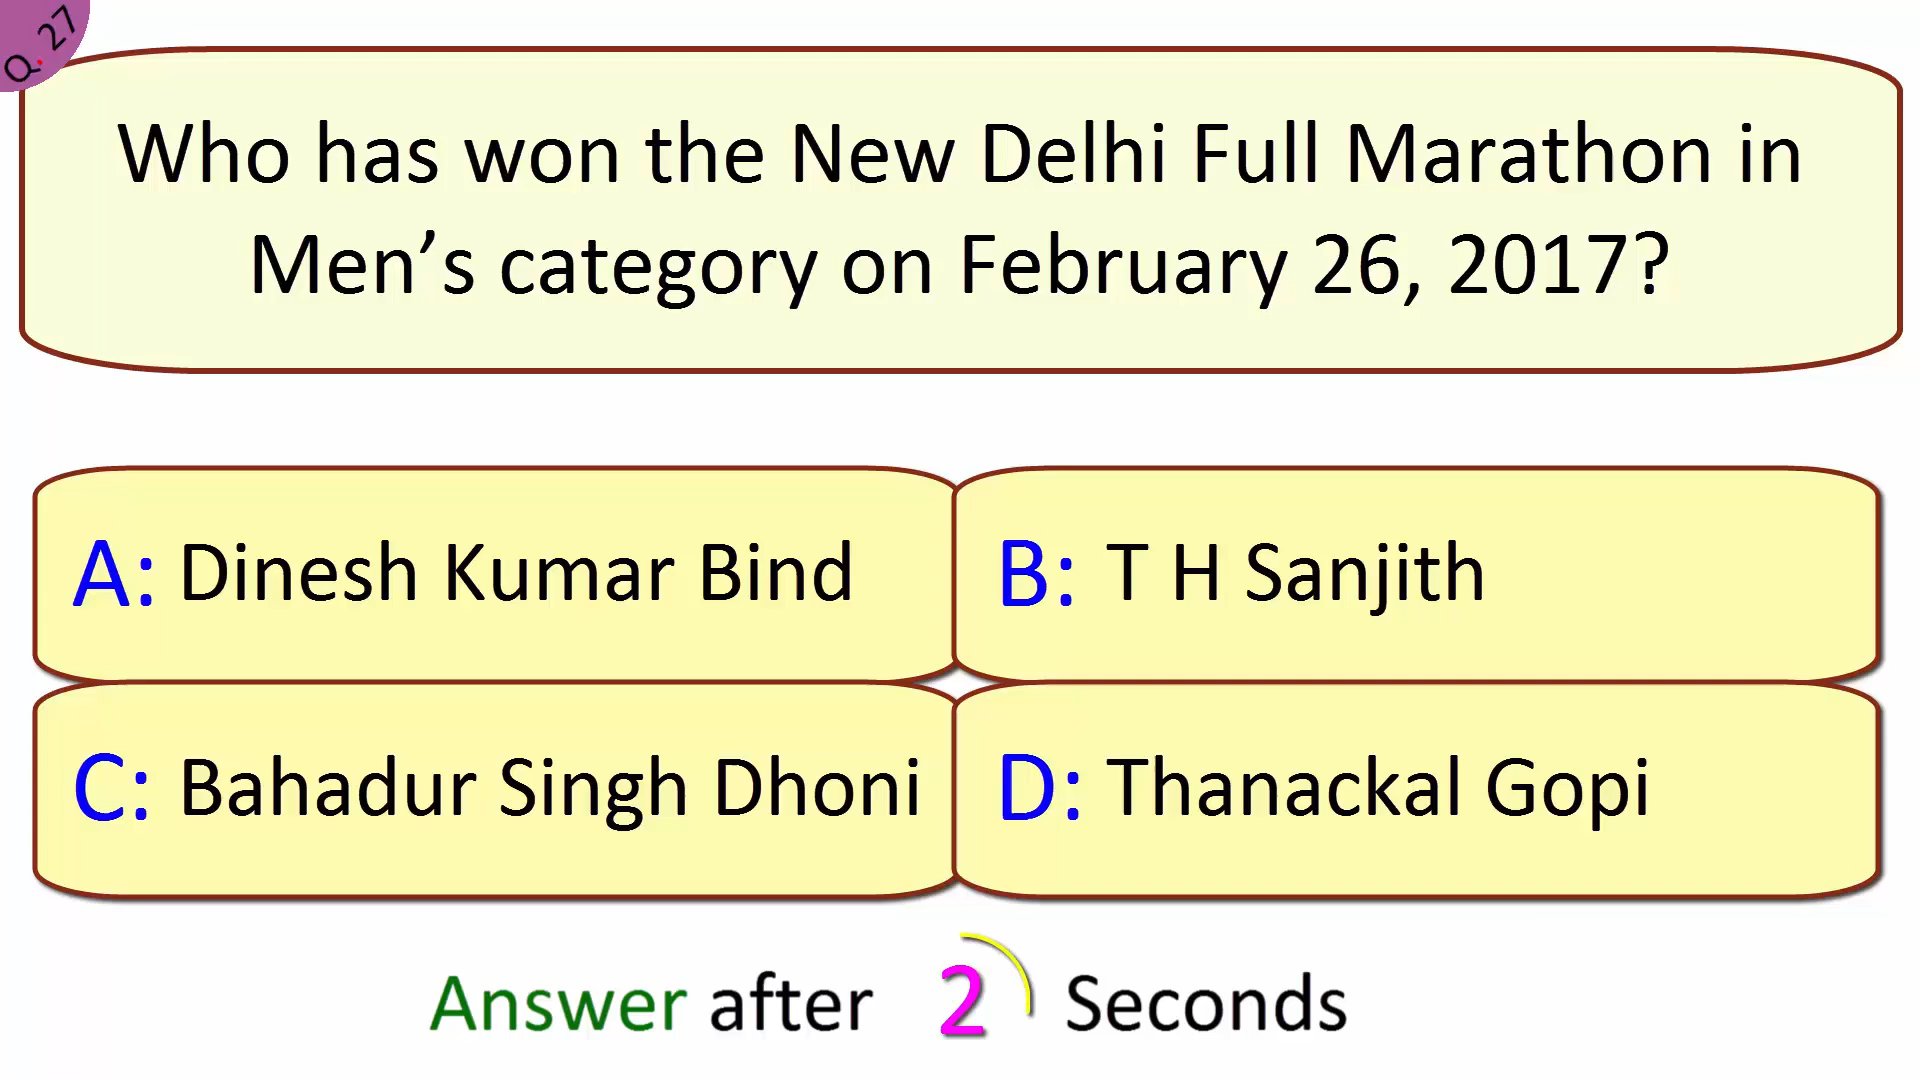 Q. 27
Who has won the New Delhi Full Marathon in
Men’s category on February 26, 2017?
A: Dinesh Kumar Bind
B: T H Sanjith
C: Bahadur Singh Dhoni
D: Thanackal Gopi
Answer after 2 Seconds